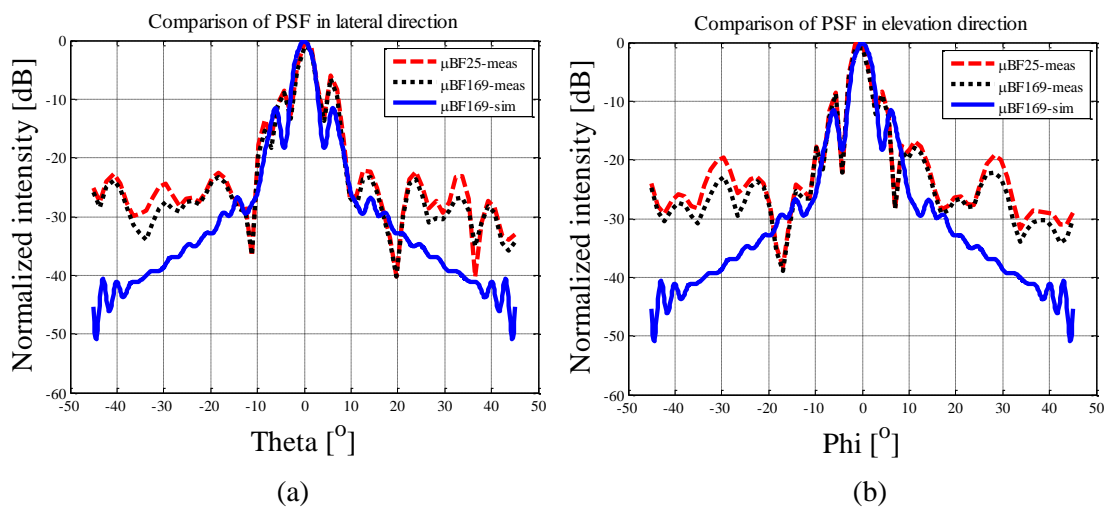 Comparison of PSF in lateral direction
Normalized intensity [dB]
0
-10
-20
-30
-40
-50
-60
µBF25-meas
µBF169-meas
µBF169-sim
-50 -40 -30 -20 -10 0 10 20 30 40 50
Theta [o]
(a)
Comparison of PSF in elevation direction
Normalized intensity [dB]
0
-10
-20
-30
-40
-50
-60
µBF25-meas
µBF169-meas
µBF169-sim
-50 -40 -30 -20 -10 0 10 20 30 40 50
Phi [o]
(b)